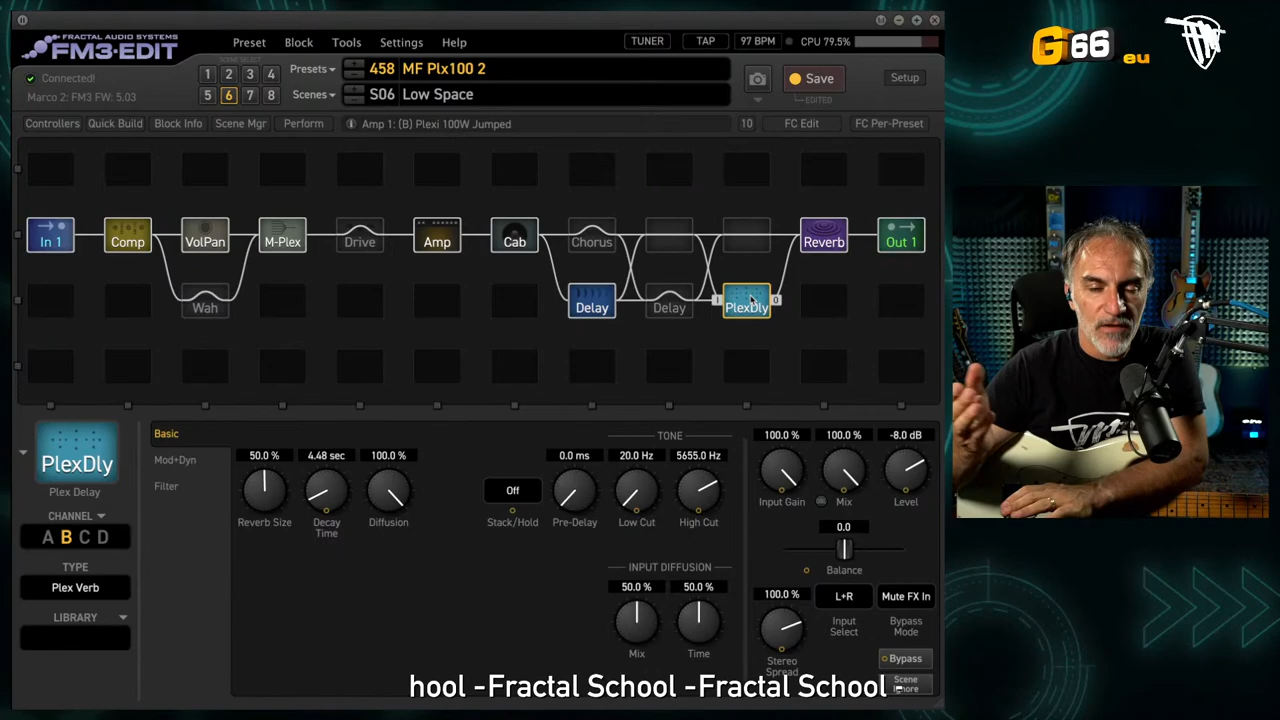 FRACTAL AUDIO SYSTEMS
FM3-EDIT
Preset Block Tools Settings Help
TUNER
TAP
97 BPM
CPU 79.5%
Connected!
Marco 2: FM3 FW: 5.03
SCENE SELECT
1 2 3 4
5 6 7 8
Presets
458 MF Plx100 2
Scenes
S06 Low Space
Save
EDITED
Setup
Controllers
Quick Build
Block Info
Scene Mgr
Perform
Amp 1: (B) Plexi 100W Jumped
10
FC Edit
FC Per-Preset
In 1
Comp
VolPan
M-Plex
Drive
Amp
Cab
Chorus
Reverb
Out 1
Wah
Delay
Delay
I
PlexDly
O
PlexDly
Plex Delay
CHANNEL
A B C D
TYPE
Plex Verb
LIBRARY
Basic
Mod+Dyn
Filter
50.0 %
Reverb Size
4.48 sec
Decay Time
100.0 %
Diffusion
TONE
Off
Stack/Hold
0.0 ms
Pre-Delay
20.0 Hz
Low Cut
5655.0 Hz
High Cut
INPUT DIFFUSION
50.0 %
Mix
50.0 %
Time
100.0 %
Input Gain
100.0 %
Mix
-8.0 dB
Level
0.0
Balance
100.0 %
Stereo Spread
L+R
Input Select
Mute FX In
Bypass Mode
Bypass
Scene Ignore
hool -Fractal School -Fractal School
G66
eu